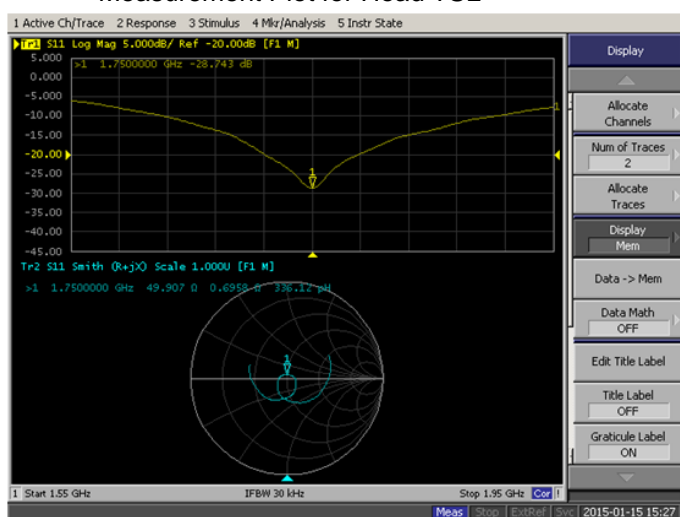 Measurement Plot for Head TSL
1 Active Ch/Trace 2 Response 3 Stimulus 4 Mkr/Analysis 5 Instr State
Tr1 S11 Log Mag 5.000dB/ Ref -20.00dB [F1 M]
5.000
>1 1.7500000 GHz -28.743 dB
0.000
-5.000
-10.00
-15.00
-20.00
-25.00
-30.00
-35.00
-40.00
-45.00
1
1
Tr2 S11 Smith (R+jX) Scale 1.000U [F1 M]
>1 1.7500000 GHz 49.907 Ω 0.6958 Ω 336.12 pH
1
1 Start 1.55 GHz IFBW 30 kHz Stop 1.95 GHz Cor !
Meas Stop ExtRef Svc 2015-01-15 15:27
Display
Allocate
Channels
Num of Traces
2
Allocate
Traces
Display
Mem
Data -> Mem
Data Math
OFF
Edit Title Label
Title Label
OFF
Graticule Label
ON